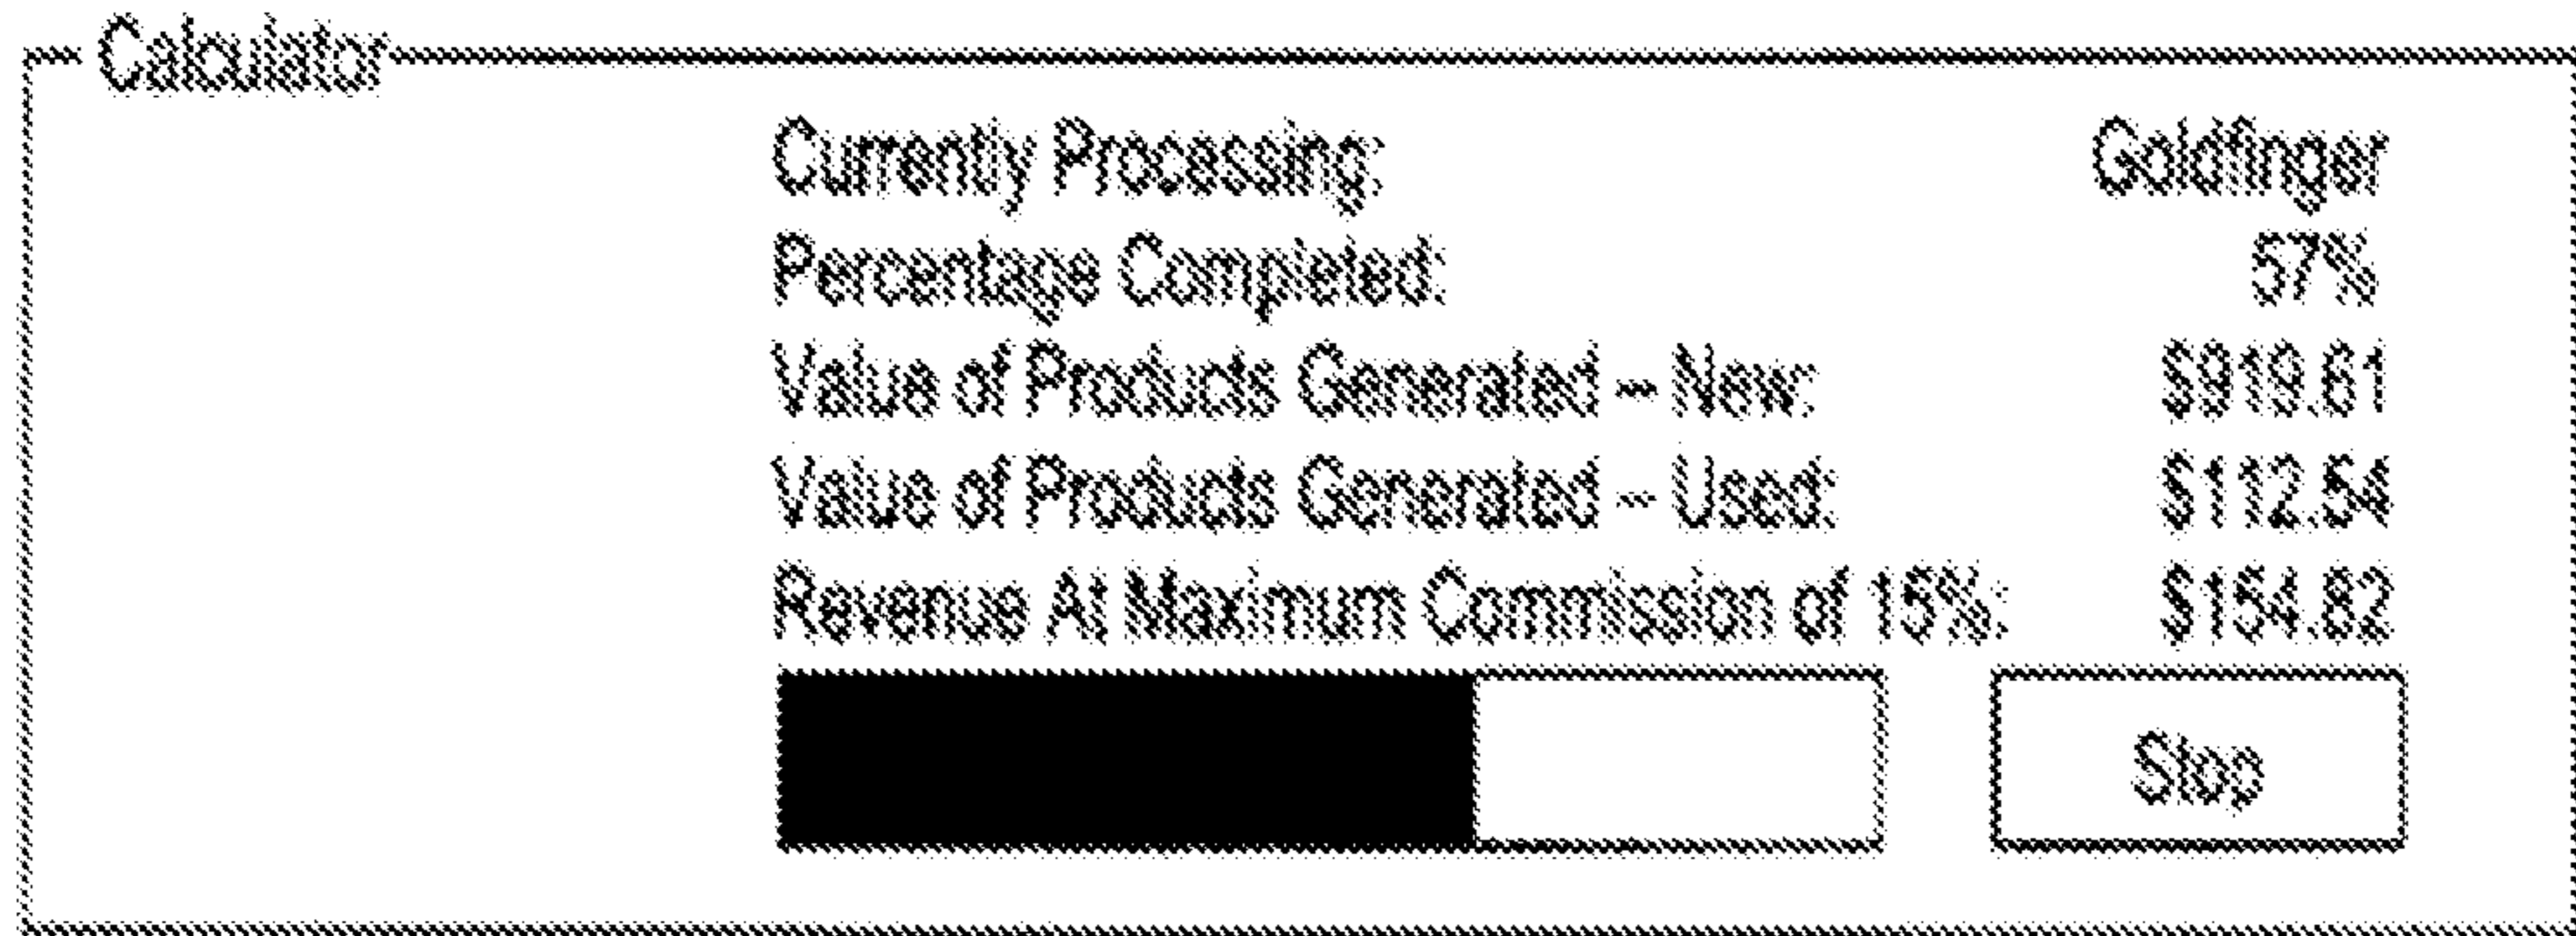 Calculator
Currently Processing: Goldfinger
Percentage Completed: 57%
Value of Products Generated – New: $919.61
Value of Products Generated – Used: $112.54
Revenue At Maximum Commission of 15%: $154.82
Stop